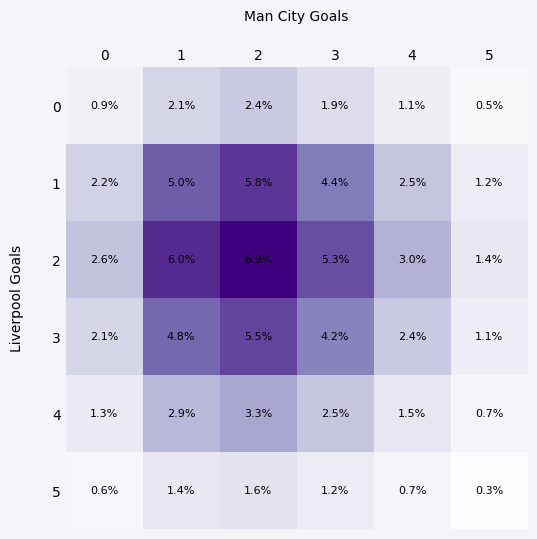 Man City Goals
0 1 2 3 4 5
0 0.9% 2.1% 2.4% 1.9% 1.1% 0.5%
1 2.2% 5.0% 5.8% 4.4% 2.5% 1.2%
2 2.6% 6.0% 6.9% 5.3% 3.0% 1.4%
3 2.1% 4.8% 5.5% 4.2% 2.4% 1.1%
4 1.3% 2.9% 3.3% 2.5% 1.5% 0.7%
5 0.6% 1.4% 1.6% 1.2% 0.7% 0.3%
Liverpool Goals